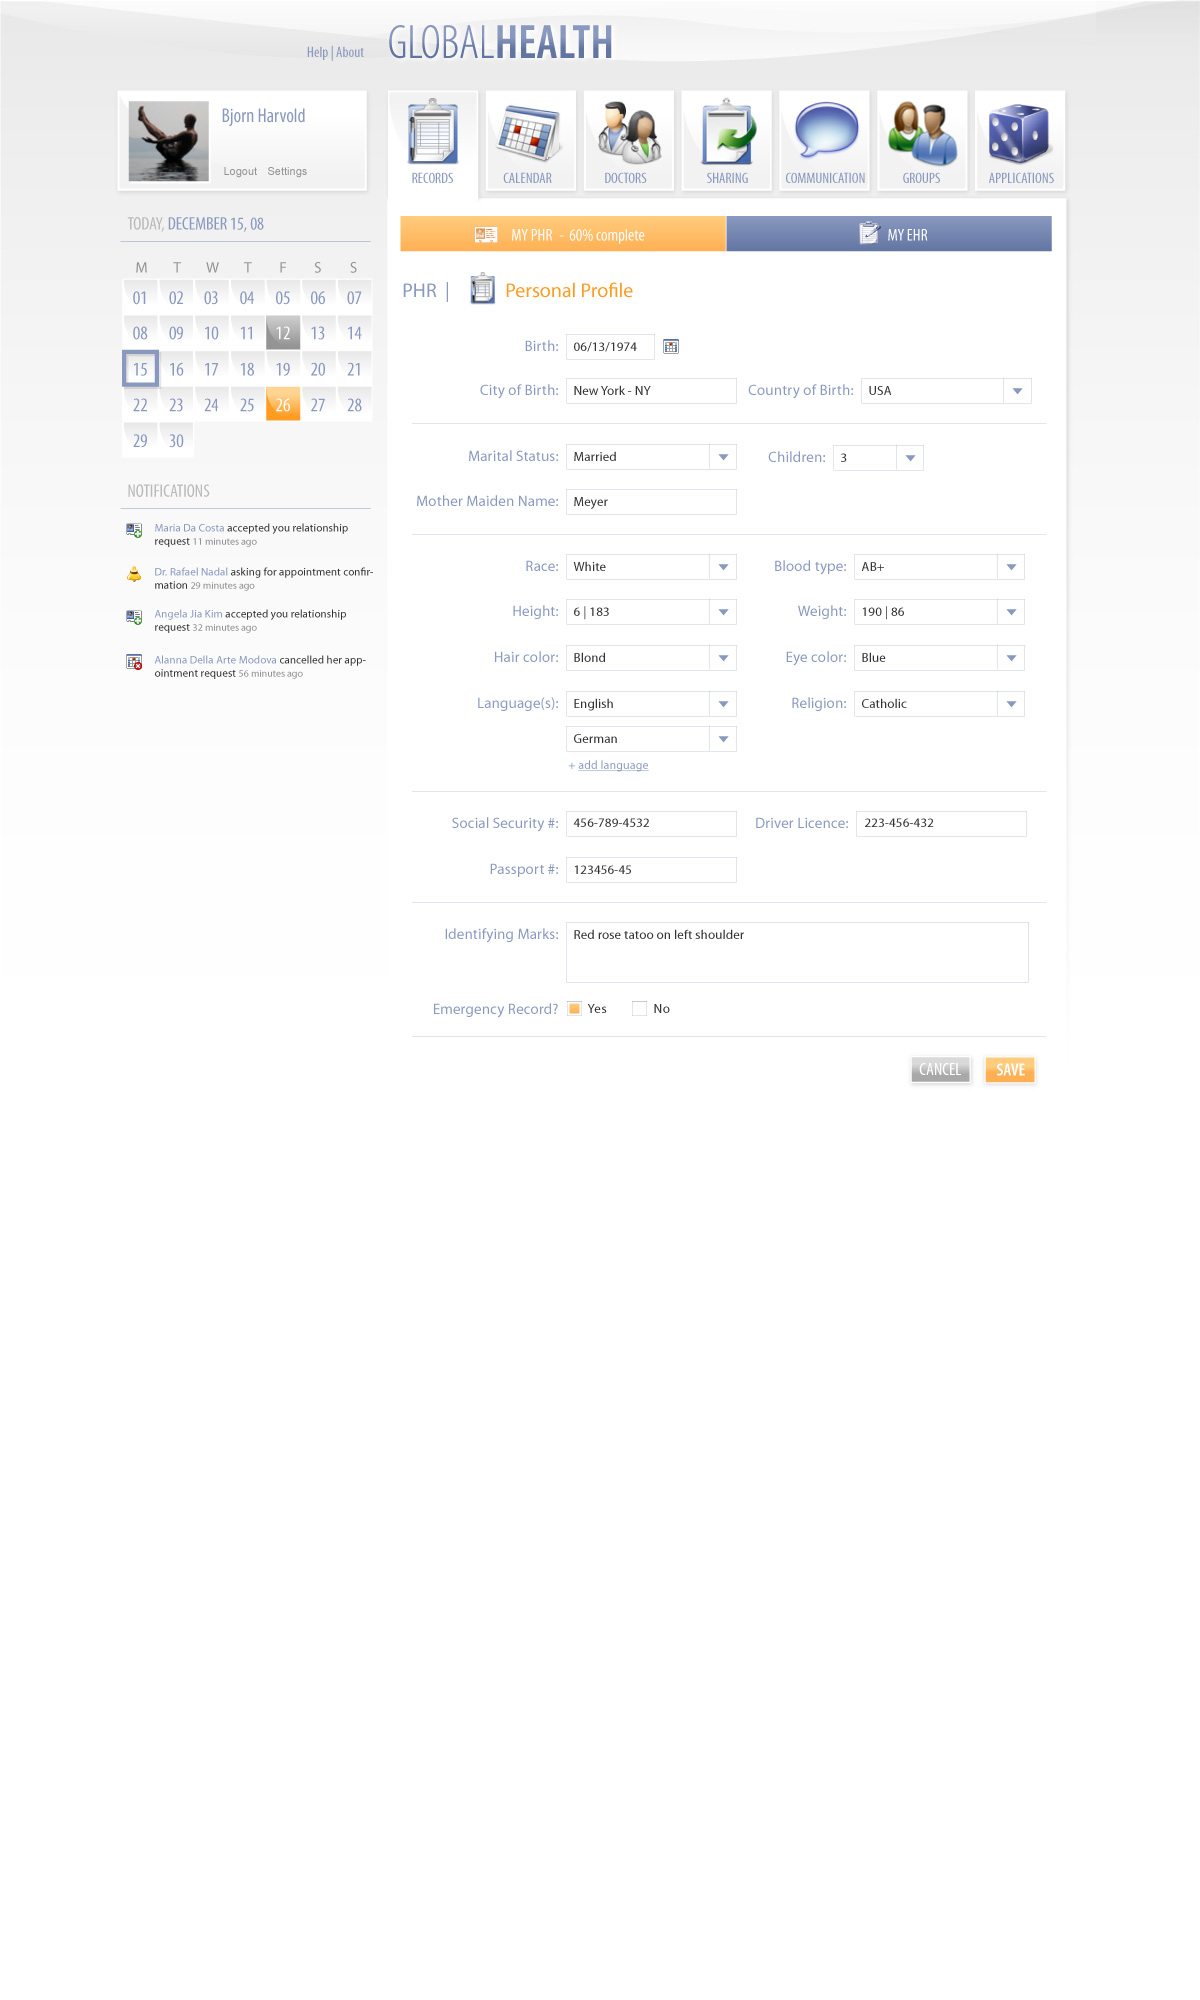 Help | About
GLOBALHEALTH
Bjorn Harvold
Logout Settings
RECORDS
CALENDAR
DOCTORS
SHARING
COMMUNICATION
GROUPS
APPLICATIONS
TODAY, DECEMBER 15, 08
M T W T F S S
01 02 03 04 05 06 07
08 09 10 11 12 13 14
15 16 17 18 19 20 21
22 23 24 25 26 27 28
29 30
NOTIFICATIONS
Maria Da Costa accepted you relationship
request 11 minutes ago
Dr. Rafael Nadal asking for appointment confir-
mation 29 minutes ago
Angela Jia Kim accepted you relationship
request 32 minutes ago
Alanna Della Arte Modova cancelled her app-
ointment request 56 minutes ago
MY PHR - 60% complete
MY EHR
PHR | Personal Profile
Birth: 06/13/1974
City of Birth: New York - NY Country of Birth: USA
Marital Status: Married Children: 3
Mother Maiden Name: Meyer
Race: White Blood type: AB+
Height: 6 | 183 Weight: 190 | 86
Hair color: Blond Eye color: Blue
Language(s): English Religion: Catholic
German
+ add language
Social Security #: 456-789-4532 Driver Licence: 223-456-432
Passport #: 123456-45
Identifying Marks: Red rose tatoo on left shoulder
Emergency Record? Yes No
CANCEL SAVE